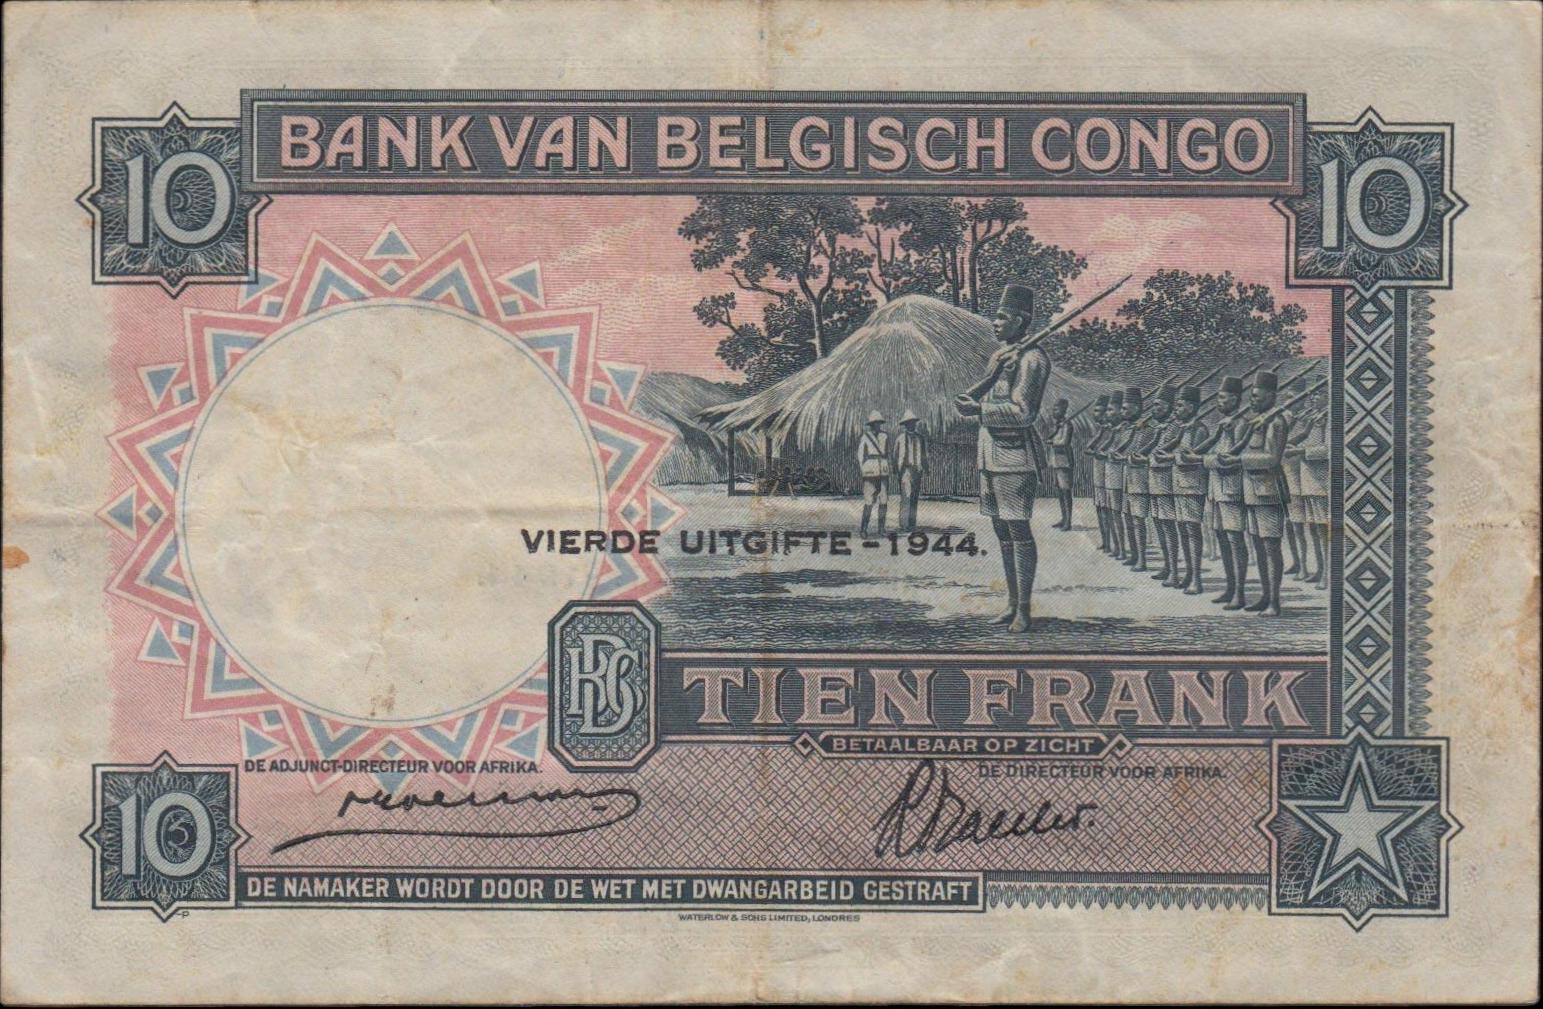 BANK VAN BELGISCH CONGO
10
10
VIERDE UITGIFTE - 1944.
BCB
TIEN FRANK
BETAALBAAR OP ZICHT
DE ADJUNCT-DIRECTEUR VOOR AFRIKA.
DE DIRECTEUR VOOR AFRIKA.
10
DE NAMAKER WORDT DOOR DE WET MET DWANGARBEID GESTRAFT
P
WATERLOW & SONS LIMITED, LONDRES